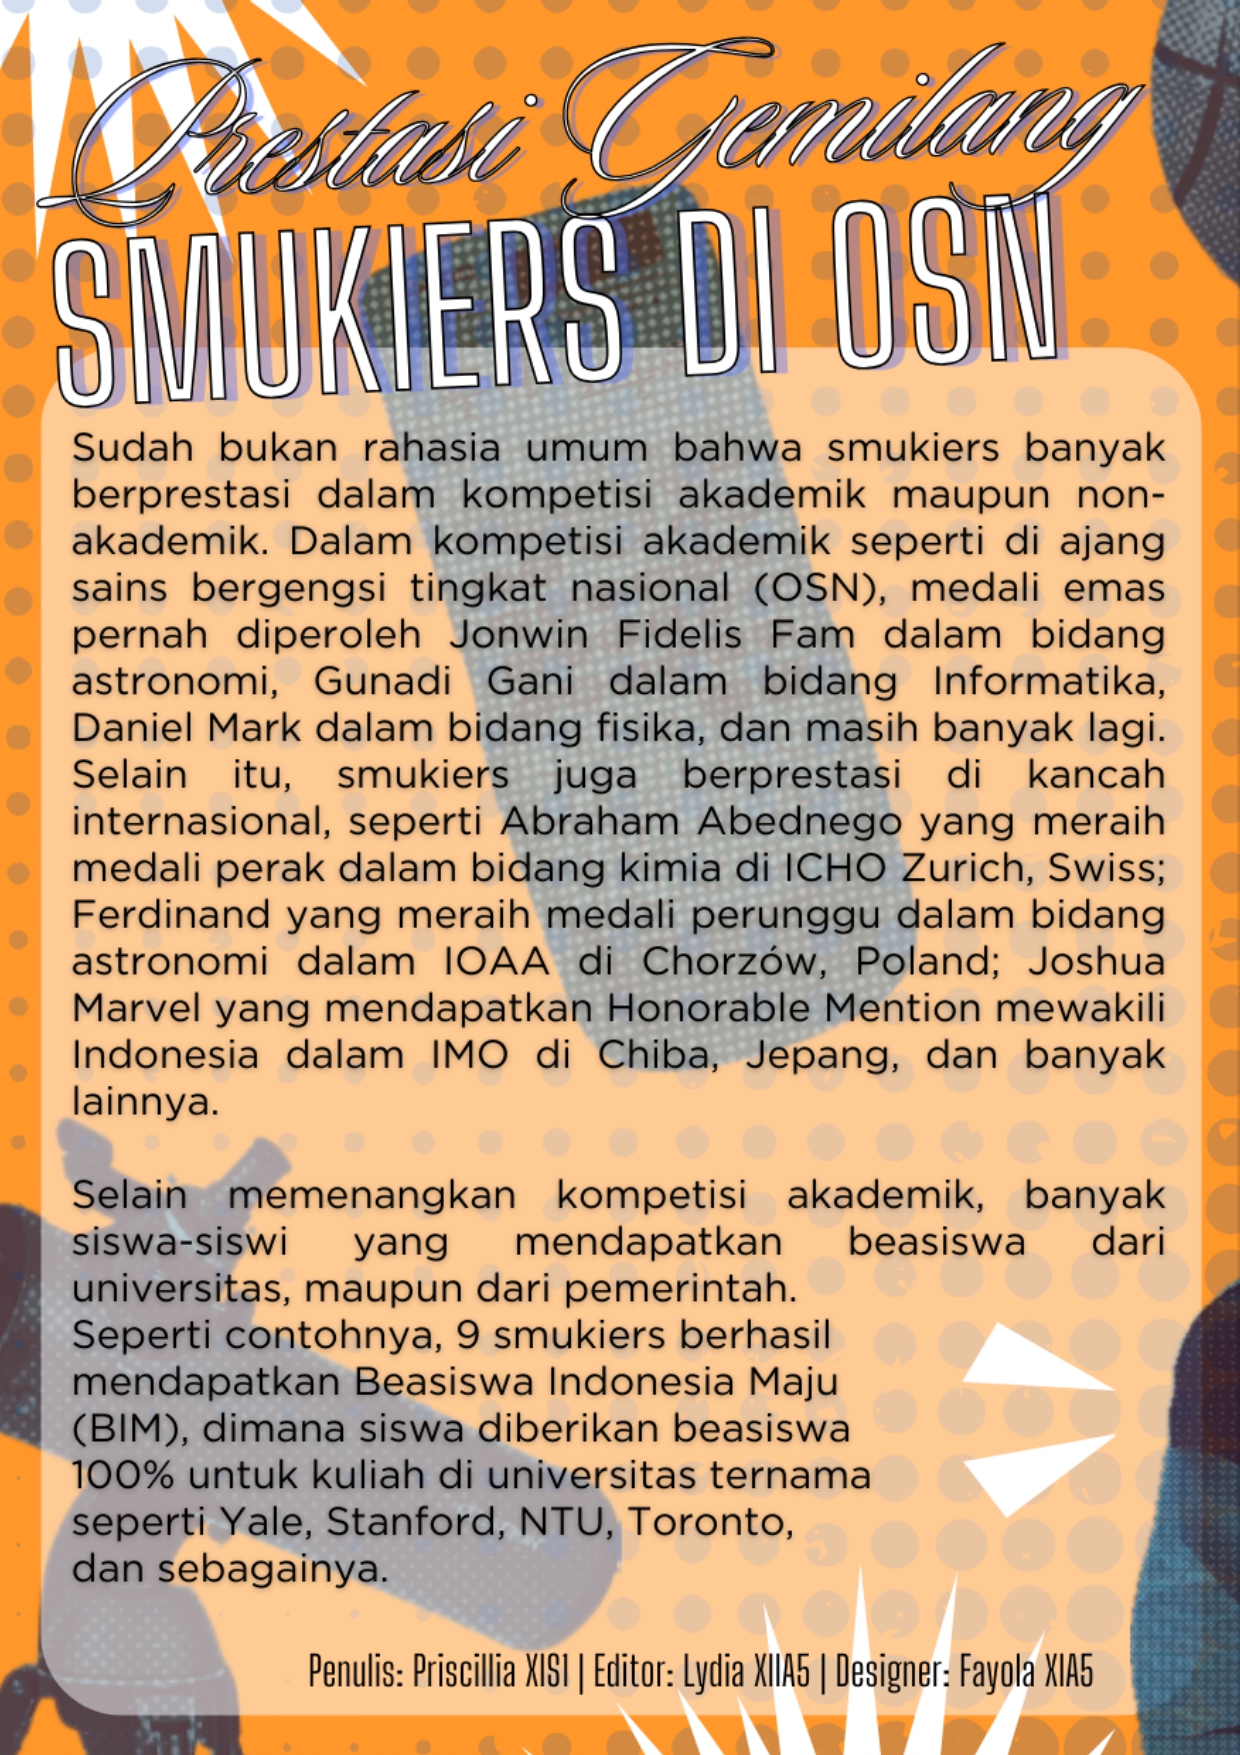 Prestasi Gemilang
SMUKIERS DI OSN
Sudah bukan rahasia umum bahwa smukiers banyak
berprestasi dalam kompetisi akademik maupun non-
akademik. Dalam kompetisi akademik seperti di ajang
sains bergengsi tingkat nasional (OSN), medali emas
pernah diperoleh Jonwin Fidelis Fam dalam bidang
astronomi, Gunadi Gani dalam bidang Informatika,
Daniel Mark dalam bidang fisika, dan masih banyak lagi.
Selain itu, smukiers juga berprestasi di kancah
internasional, seperti Abraham Abednego yang meraih
medali perak dalam bidang kimia di ICHO Zurich, Swiss;
Ferdinand yang meraih medali perunggu dalam bidang
astronomi dalam IOAA di Chorzów, Poland; Joshua
Marvel yang mendapatkan Honorable Mention mewakili
Indonesia dalam IMO di Chiba, Jepang, dan banyak
lainnya.
Selain memenangkan kompetisi akademik, banyak
siswa-siswi yang mendapatkan beasiswa dari
universitas, maupun dari pemerintah.
Seperti contohnya, 9 smukiers berhasil
mendapatkan Beasiswa Indonesia Maju
(BIM), dimana siswa diberikan beasiswa
100% untuk kuliah di universitas ternama
seperti Yale, Stanford, NTU, Toronto,
dan sebagainya.
Penulis: Priscillia XIS1 | Editor: Lydia XIIA5 | Designer: Fayola XIA5